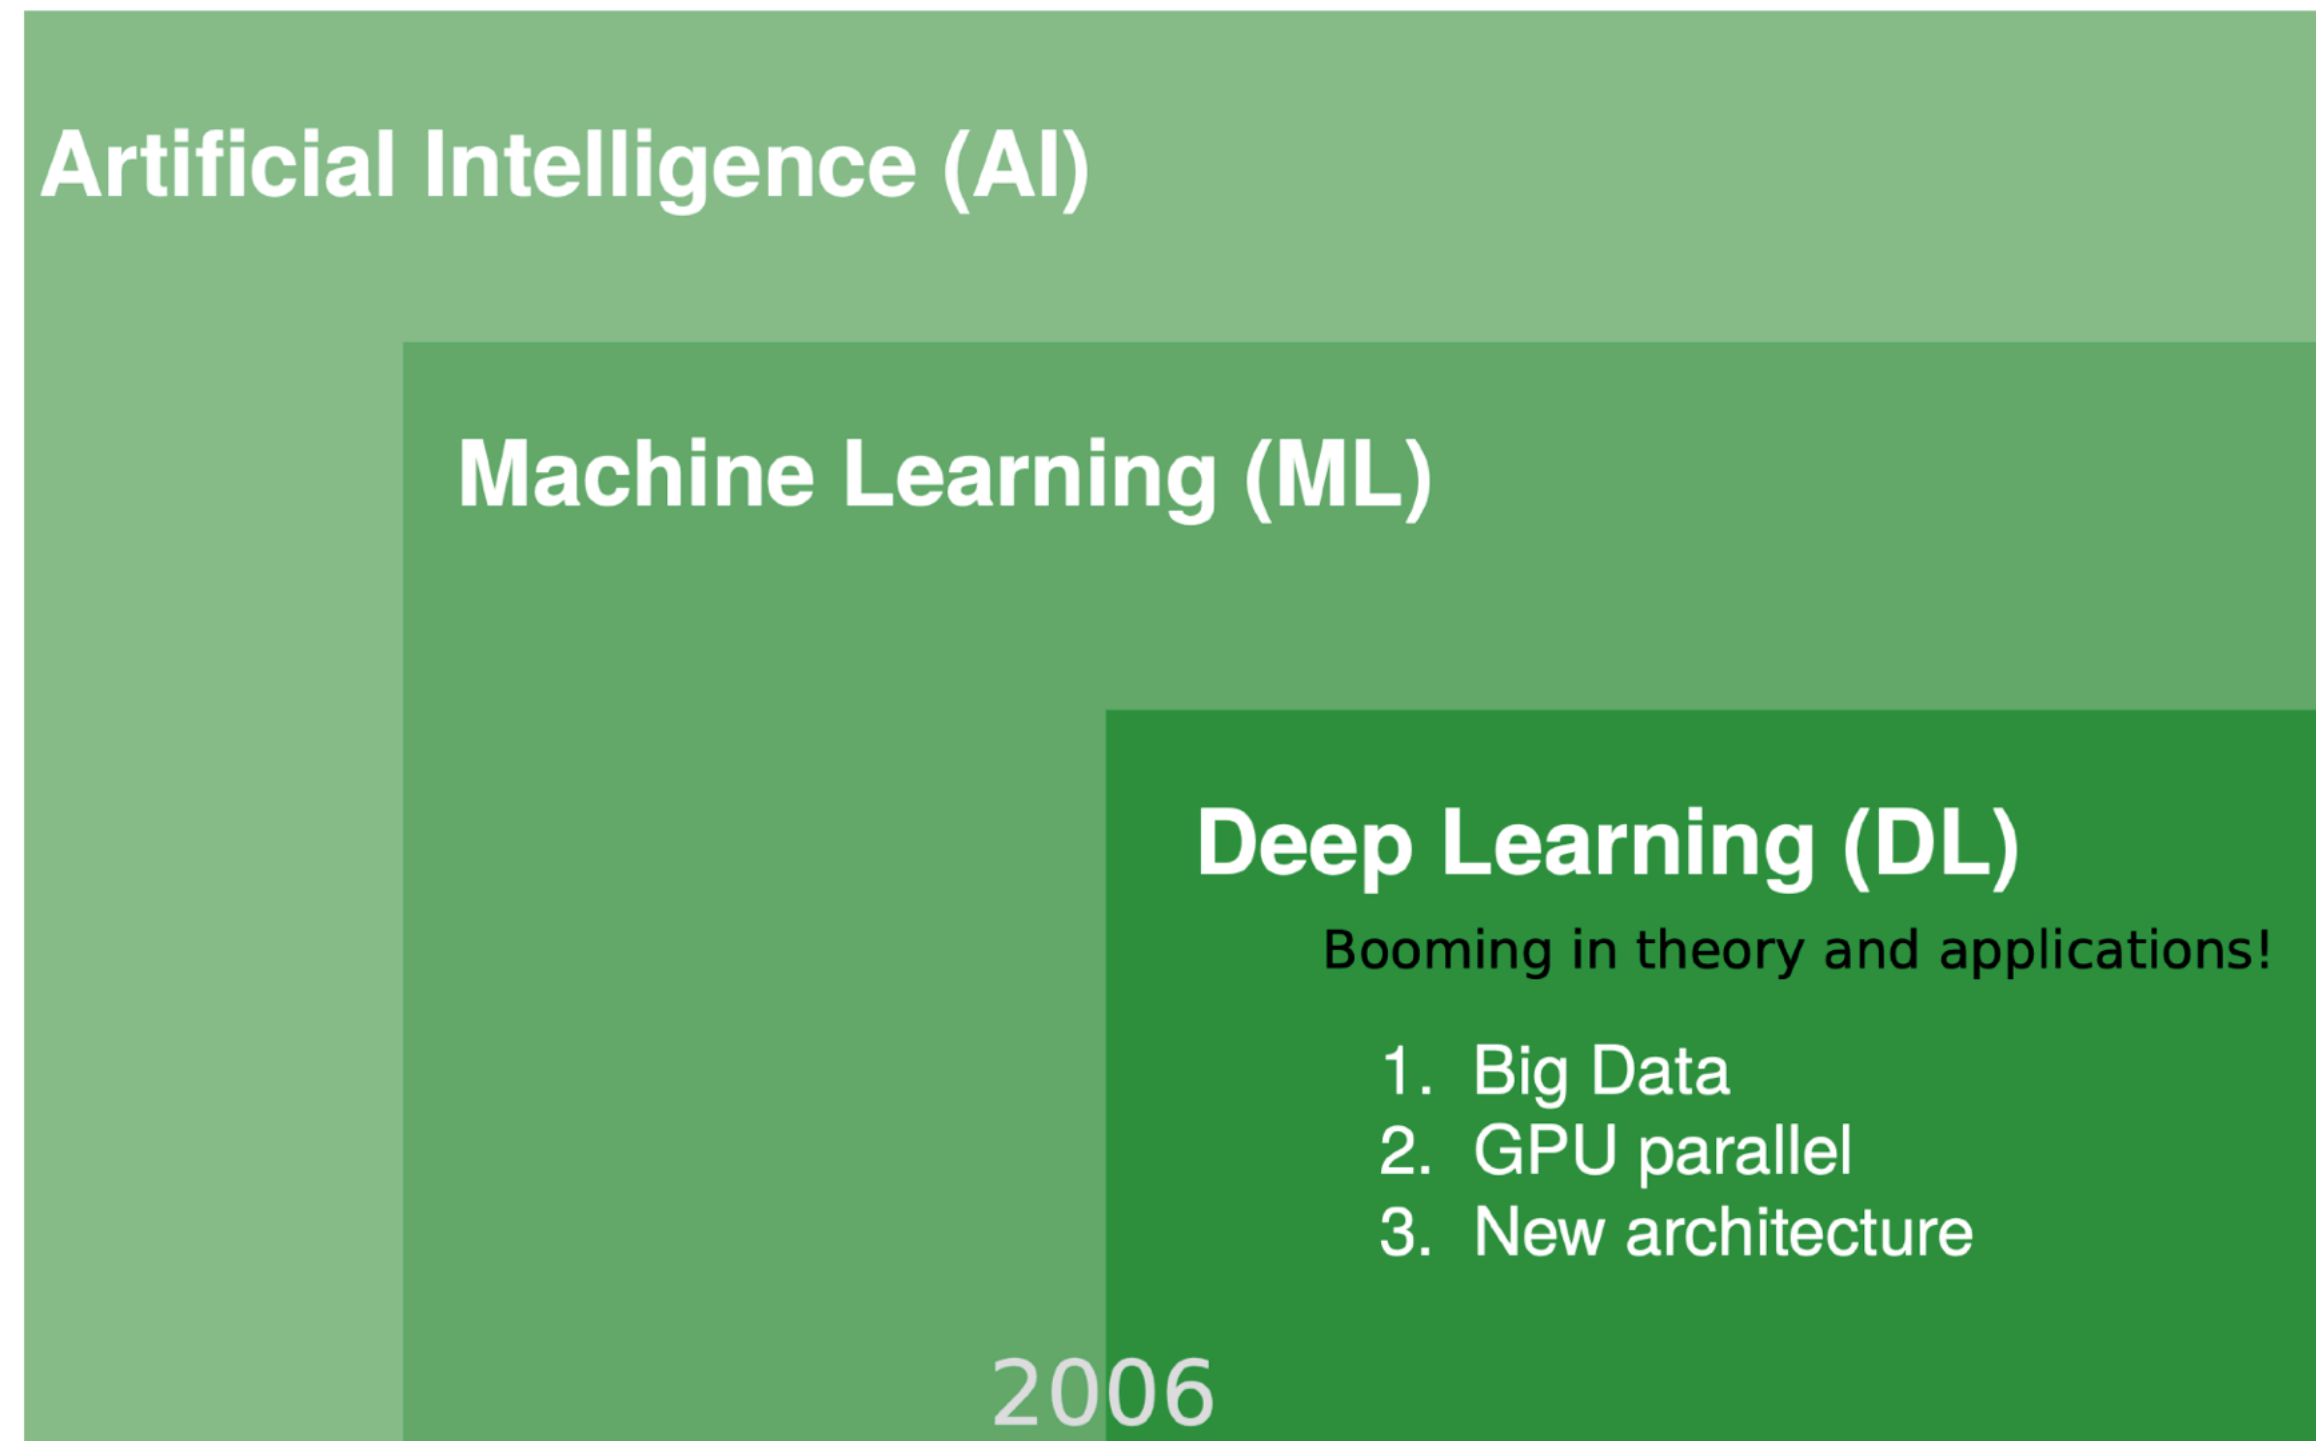 Artificial Intelligence (AI)
Machine Learning (ML)
Deep Learning (DL)
Booming in theory and applications!
1. Big Data
2. GPU parallel
3. New architecture
2006